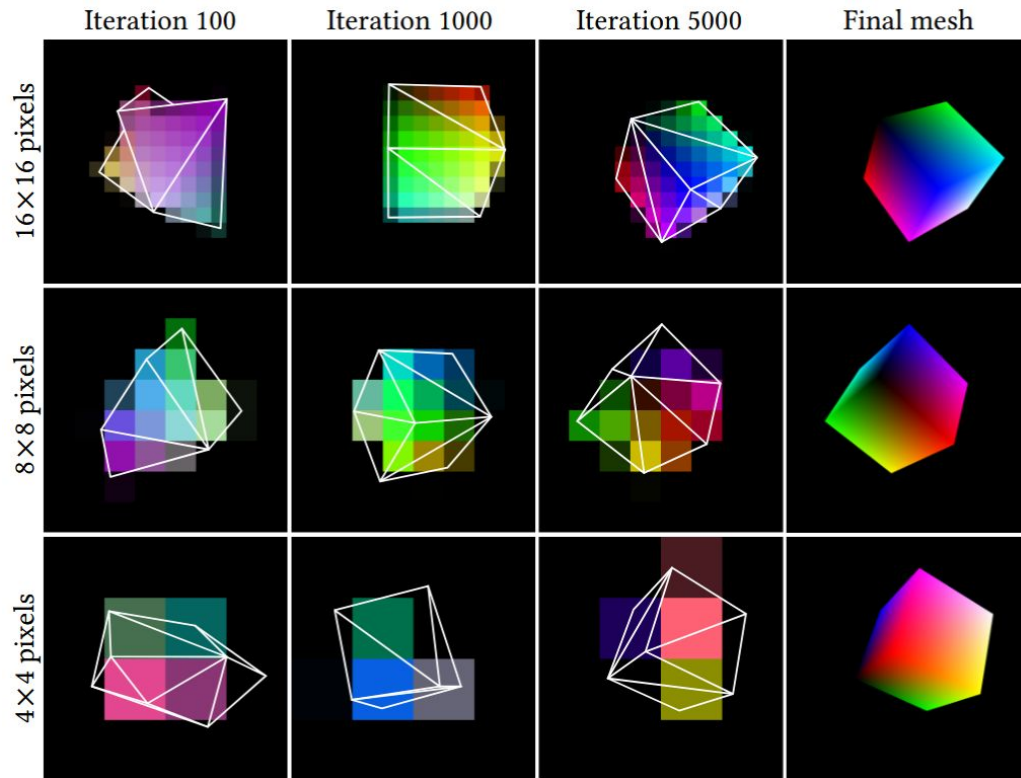 Iteration 100
Iteration 1000
Iteration 5000
Final mesh
16×16 pixels
8×8 pixels
4×4 pixels